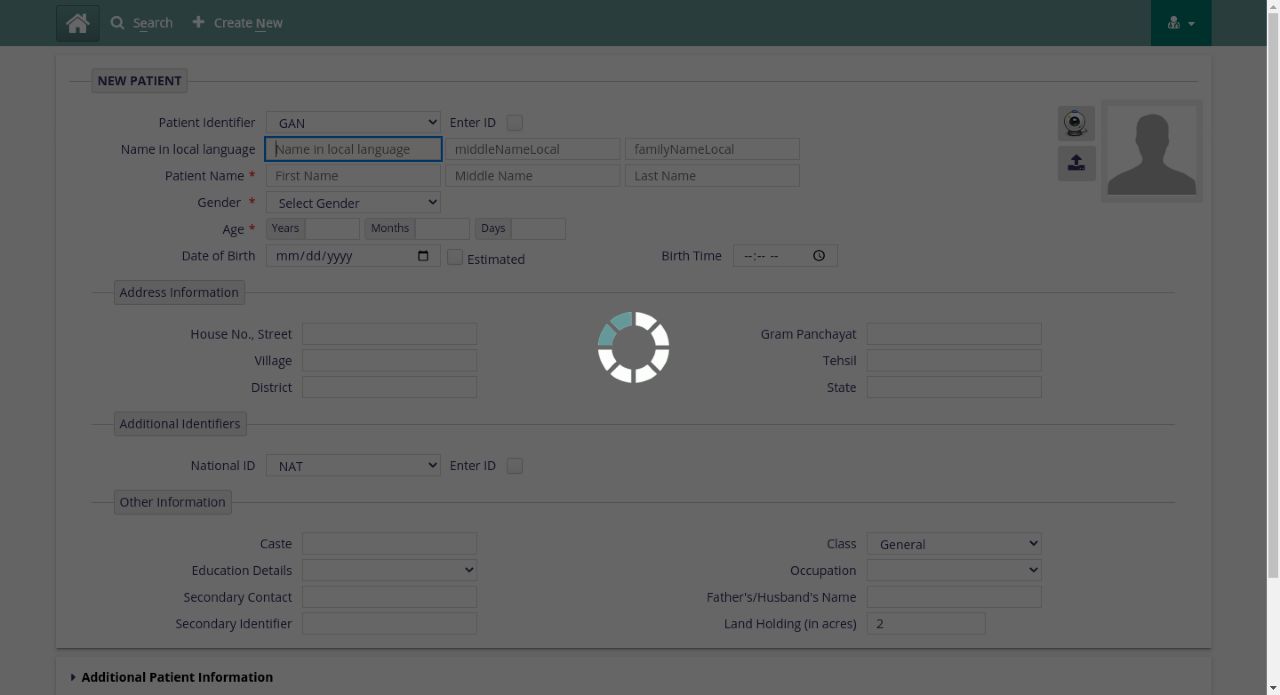 Search Create New
NEW PATIENT
Patient Identifier GAN Enter ID
Name in local language Name in local language middleNameLocal familyNameLocal
Patient Name * First Name Middle Name Last Name
Gender * Select Gender
Age * Years Months Days
Date of Birth mm/dd/yyyy Estimated Birth Time --:-- --
Address Information
House No., Street Gram Panchayat
Village Tehsil
District State
Additional Identifiers
National ID NAT Enter ID
Other Information
Caste Class General
Education Details Occupation
Secondary Contact Father's/Husband's Name
Secondary Identifier Land Holding (in acres) 2
Additional Patient Information